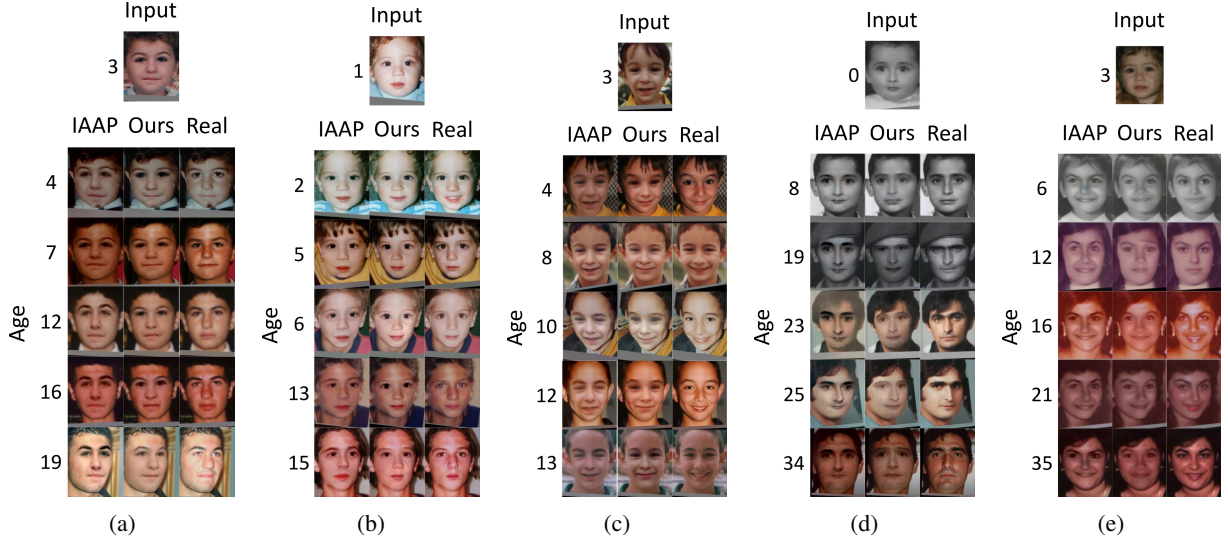 Input
3
IAAP Ours Real
4
7
12
16
19
Age
(a)
Input
1
IAAP Ours Real
2
5
6
13
15
Age
(b)
Input
3
IAAP Ours Real
4
8
10
12
13
Age
(c)
Input
0
IAAP Ours Real
8
19
23
25
34
Age
(d)
Input
3
IAAP Ours Real
6
12
16
21
35
Age
(e)